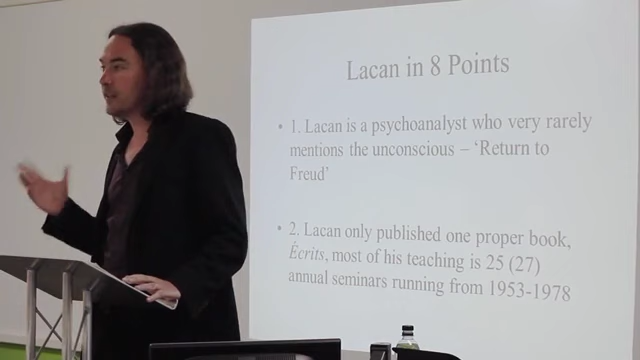 Lacan in 8 Points
• 1. Lacan is a psychoanalyst who very rarely
mentions the unconscious – ‘Return to
Freud’
• 2. Lacan only published one proper book,
Écrits, most of his teaching is 25 (27)
annual seminars running from 1953-1978